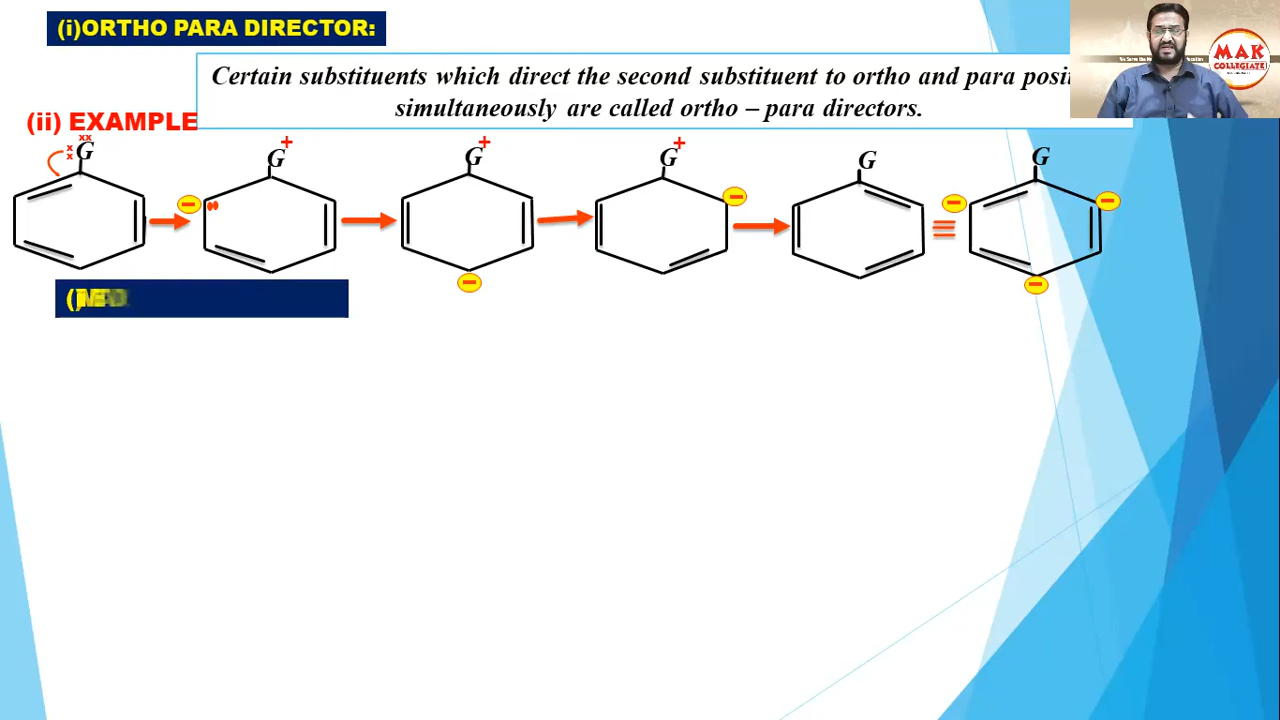 (i)ORTHO PARA DIRECTOR:
Certain substituents which direct the second substituent to ortho and para
simultaneously are called ortho – para directors.
(ii) EXAMPLE
xx
x
x
G
G+
G+
G+
G
G
−
−
−
−
−
−
MAK
COLLEGIATE